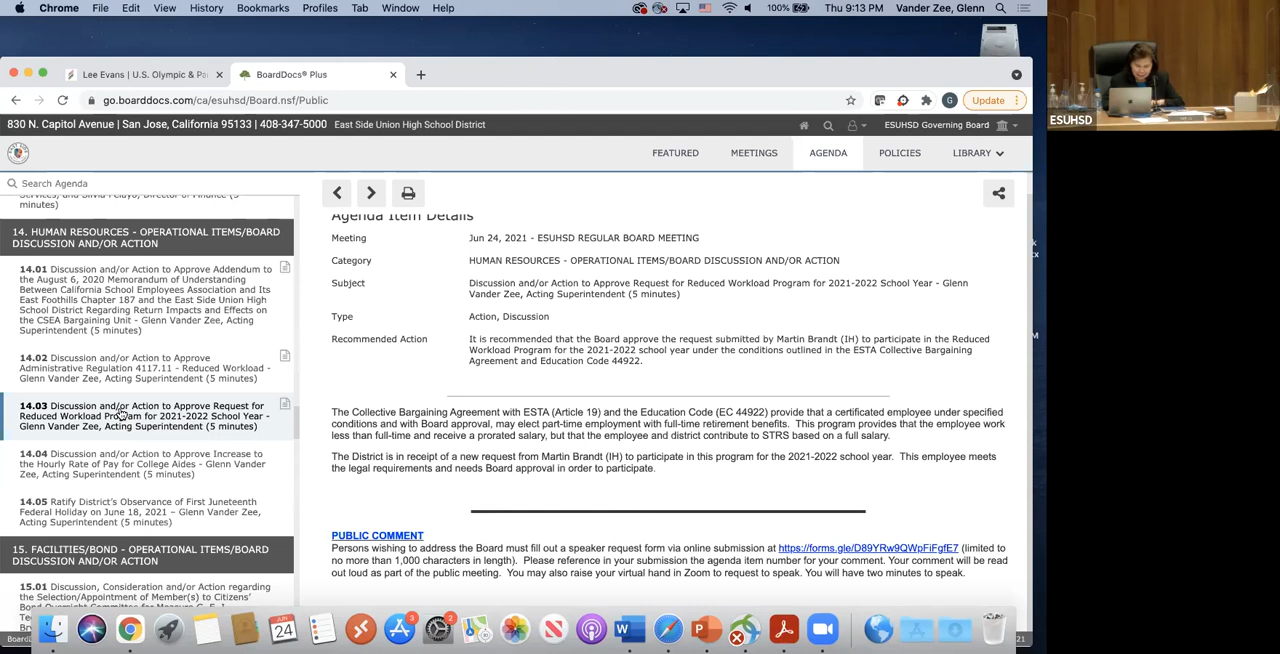 Chrome File Edit View History Bookmarks Profiles Tab Window Help 100% Thu 9:13 PM Vander Zee, Glenn
Lee Evans | U.S. Olympic & Pa
BoardDocs® Plus
go.boarddocs.com/ca/esuhsd/Board.nsf/Public
G
Update
830 N. Capitol Avenue | San Jose, California 95133 | 408-347-5000 East Side Union High School District
ESUHSD Governing Board
FEATURED MEETINGS AGENDA POLICIES LIBRARY
Search Agenda
Services, and Silvia Pelayo, Director of Finance (5
minutes)
14. HUMAN RESOURCES - OPERATIONAL ITEMS/BOARD
DISCUSSION AND/OR ACTION
14.01 Discussion and/or Action to Approve Addendum to
the August 6, 2020 Memorandum of Understanding
Between California School Employees Association and Its
East Foothills Chapter 187 and the East Side Union High
School District Regarding Return Impacts and Effects on
the CSEA Bargaining Unit - Glenn Vander Zee, Acting
Superintendent (5 minutes)
14.02 Discussion and/or Action to Approve
Administrative Regulation 4117.11 - Reduced Workload -
Glenn Vander Zee, Acting Superintendent (5 minutes)
14.03 Discussion and/or Action to Approve Request for
Reduced Workload Program for 2021-2022 School Year -
Glenn Vander Zee, Acting Superintendent (5 minutes)
14.04 Discussion and/or Action to Approve Increase to
the Hourly Rate of Pay for College Aides - Glenn Vander
Zee, Acting Superintendent (5 minutes)
14.05 Ratify District's Observance of First Juneteenth
Federal Holiday on June 18, 2021 – Glenn Vander Zee,
Acting Superintendent (5 minutes)
15. FACILITIES/BOND - OPERATIONAL ITEMS/BOARD
DISCUSSION AND/OR ACTION
15.01 Discussion, Consideration and/or Action regarding
the Selection/Appointment of Member(s) to Citizens'
Agenda Item Details
Meeting Jun 24, 2021 - ESUHSD REGULAR BOARD MEETING
Category HUMAN RESOURCES - OPERATIONAL ITEMS/BOARD DISCUSSION AND/OR ACTION
Subject Discussion and/or Action to Approve Request for Reduced Workload Program for 2021-2022 School Year - Glenn
Vander Zee, Acting Superintendent (5 minutes)
Type Action, Discussion
Recommended Action It is recommended that the Board approve the request submitted by Martin Brandt (IH) to participate in the Reduced
Workload Program for the 2021-2022 school year under the conditions outlined in the ESTA Collective Bargaining
Agreement and Education Code 44922.
The Collective Bargaining Agreement with ESTA (Article 19) and the Education Code (EC 44922) provide that a certificated employee under specified
conditions and with Board approval, may elect part-time employment with full-time retirement benefits. This program provides that the employee work
less than full-time and receive a prorated salary, but that the employee and district contribute to STRS based on a full salary.
The District is in receipt of a new request from Martin Brandt (IH) to participate in this program for the 2021-2022 school year. This employee meets
the legal requirements and needs Board approval in order to participate.
PUBLIC COMMENT
Persons wishing to address the Board must fill out a speaker request form via online submission at https://forms.gle/D89YRw9QWpFiFgfE7 (limited to
no more than 1,000 characters in length). Please reference in your submission the agenda item number for your comment. Your comment will be read
out loud as part of the public meeting. You may also raise your virtual hand in Zoom to request to speak. You will have two minutes to speak.
JUN
24
3
2
ESUHSD